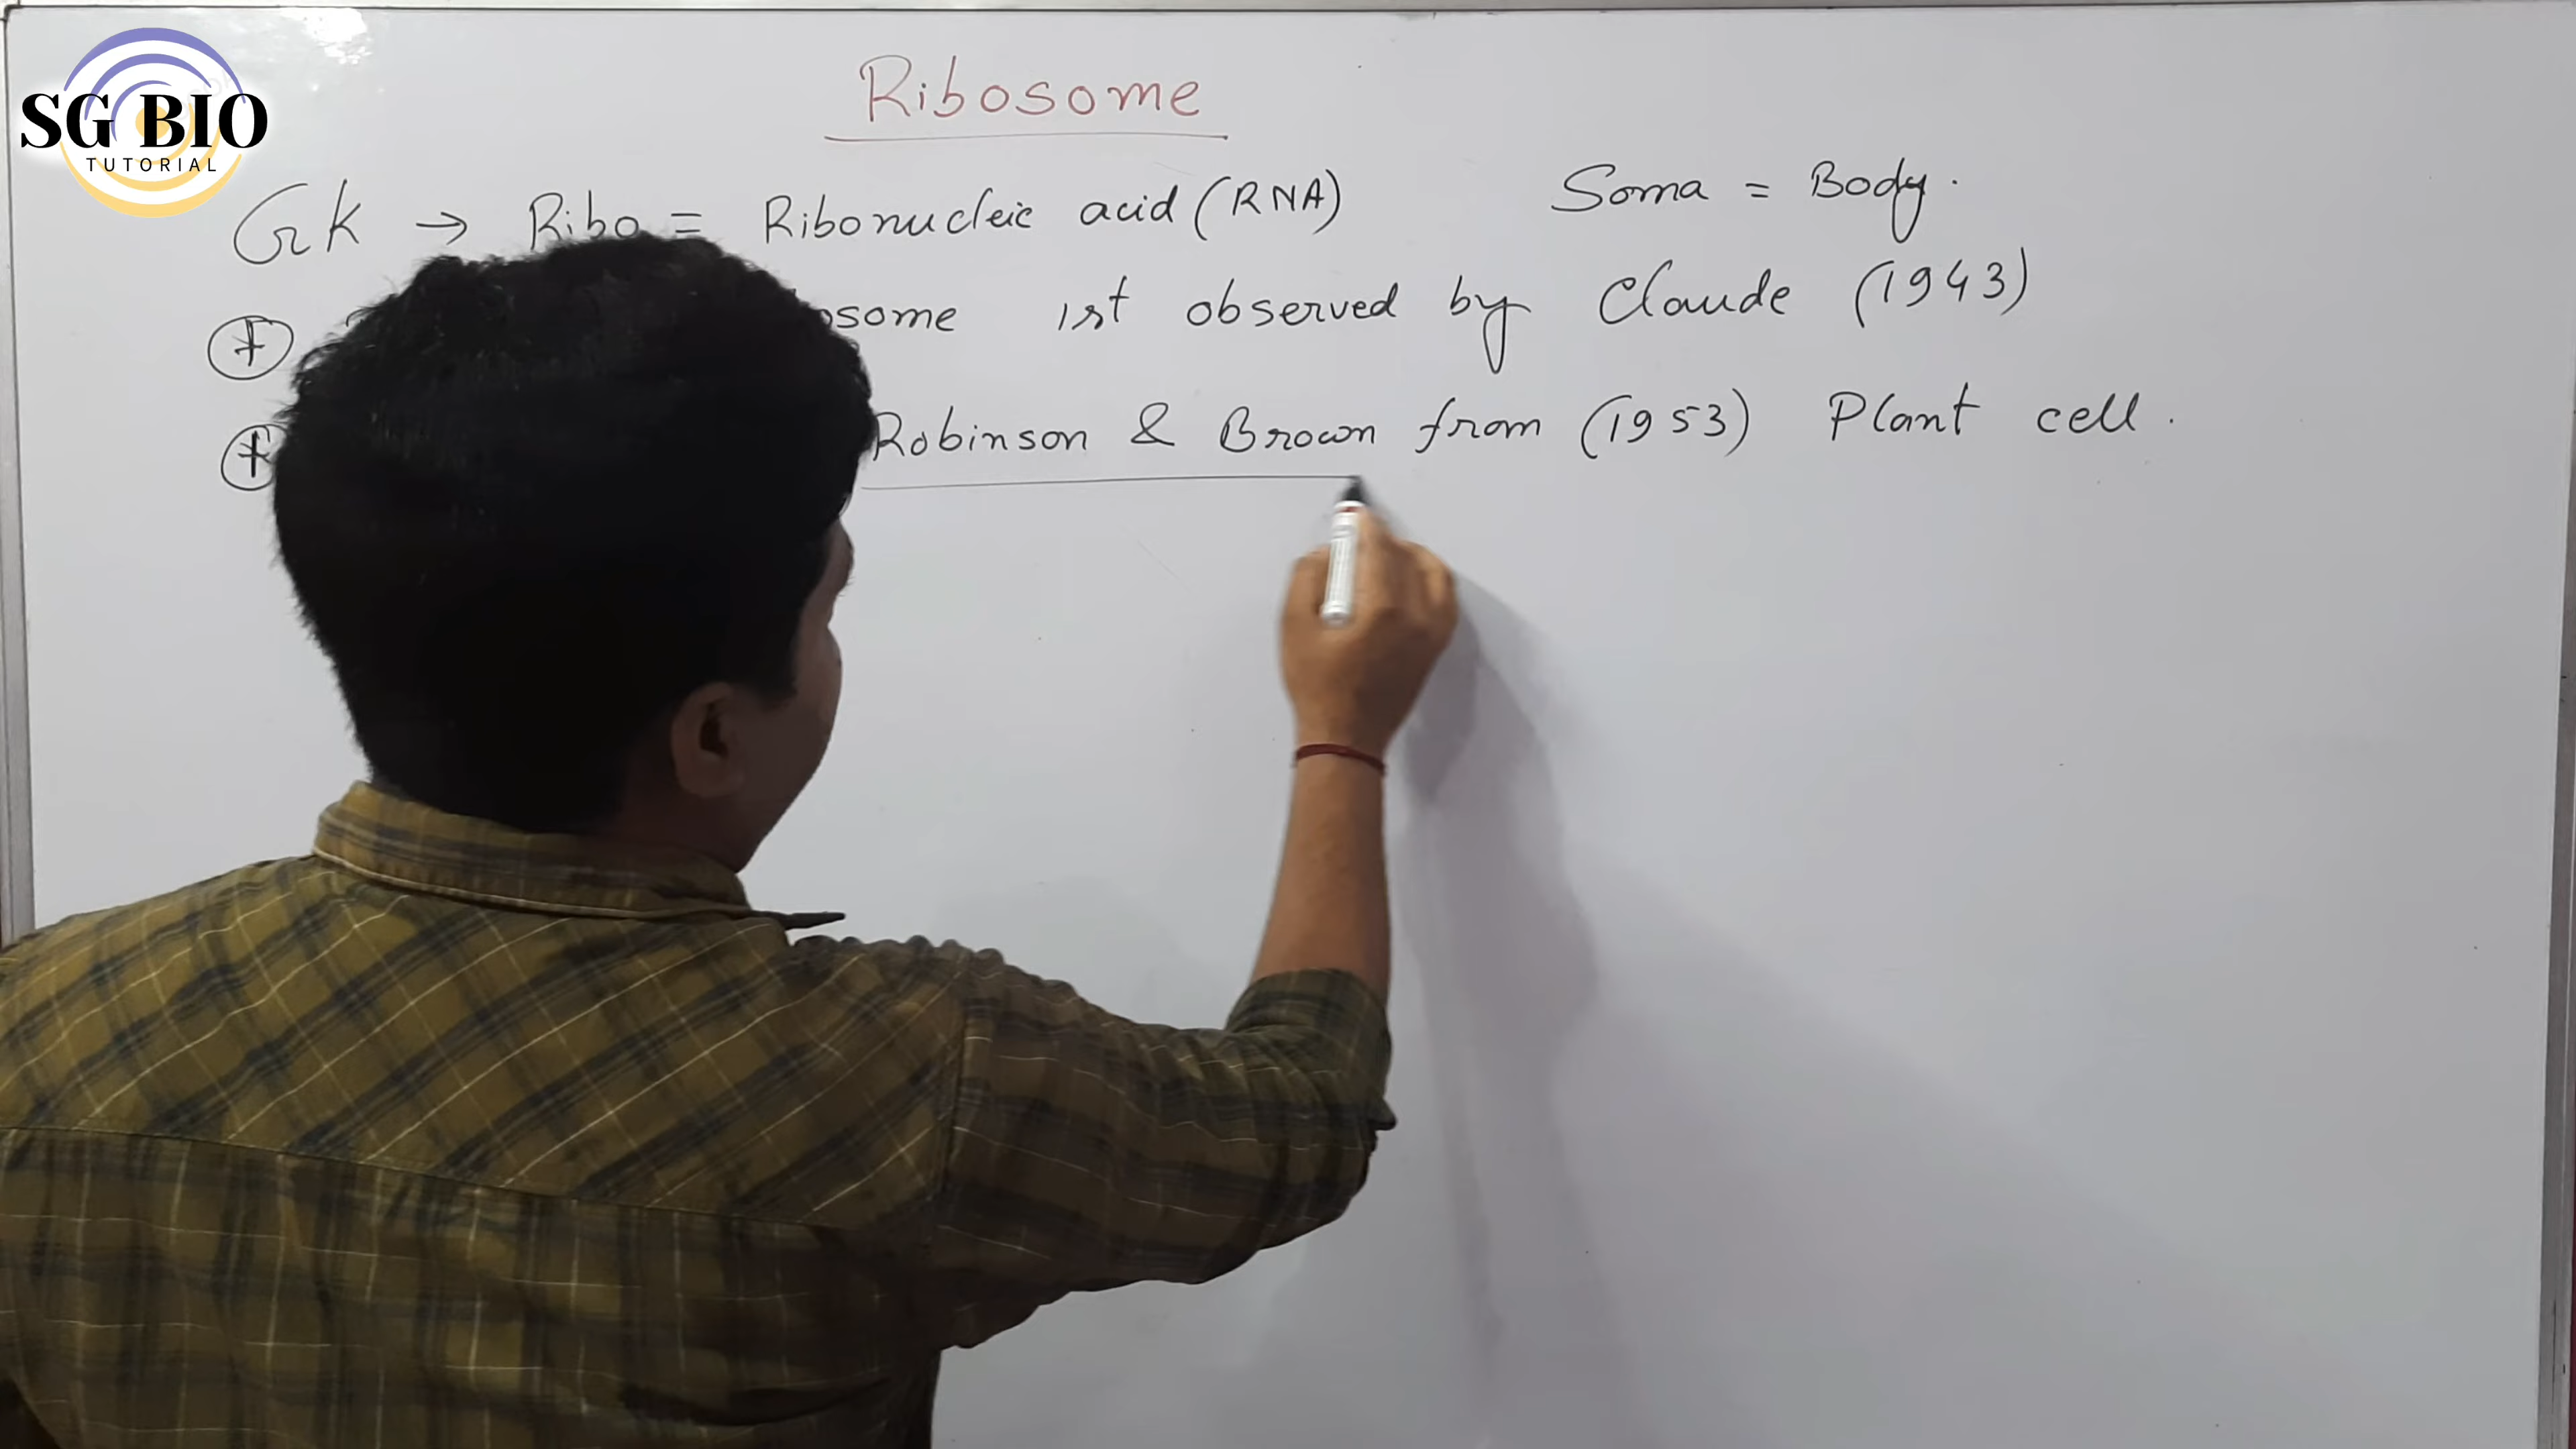 SG BIO
TUTORIAL
Ribosome
Gk → Ribo = Ribonucleic acid (RNA) Soma = Body.
osome 1st observed by Claude (1943)
Robinson & Brown from (1953) Plant cell.